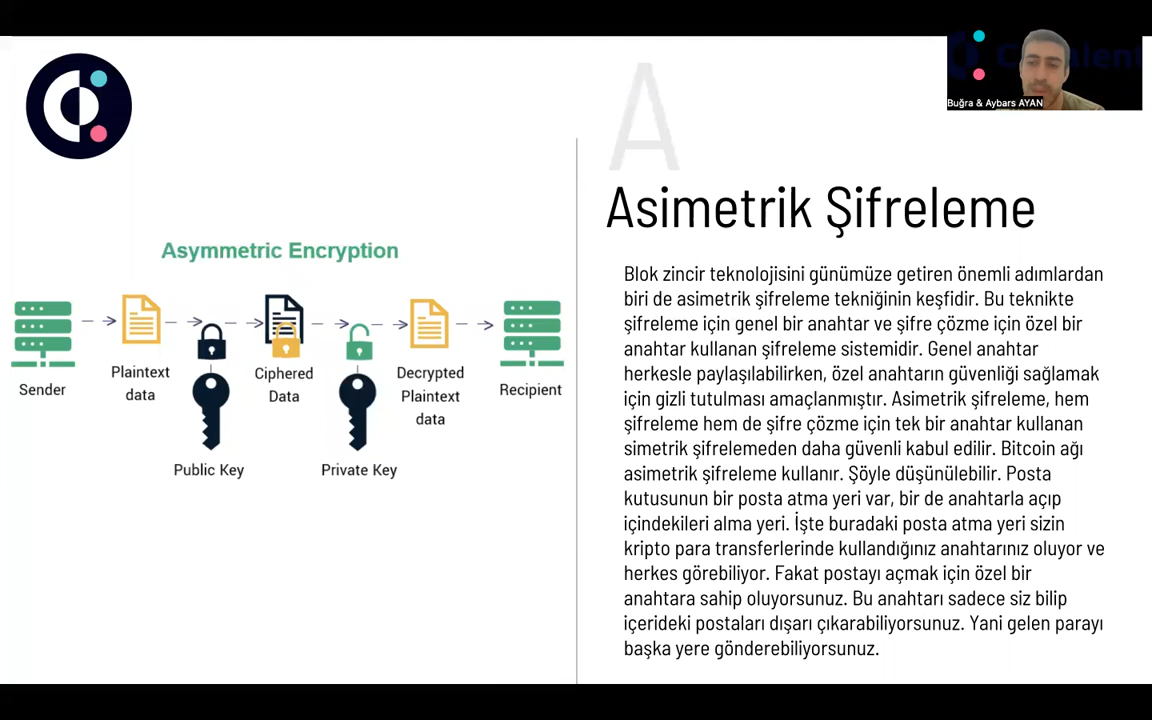 Buğra & Aybars AYAN
A
Asimetrik Şifreleme
Asymmetric Encryption
Sender
Plaintext
data
Ciphered
Data
Decrypted
Plaintext
data
Recipient
Public Key
Private Key
Blok zincir teknolojisini günümüze getiren önemli adımlardan
biri de asimetrik şifreleme tekniğinin keşfidir. Bu teknikte
şifreleme için genel bir anahtar ve şifre çözme için özel bir
anahtar kullanan şifreleme sistemidir. Genel anahtar
herkesle paylaşılabilirken, özel anahtarın güvenliği sağlamak
için gizli tutulması amaçlanmıştır. Asimetrik şifreleme, hem
şifreleme hem de şifre çözme için tek bir anahtar kullanan
simetrik şifrelemeden daha güvenli kabul edilir. Bitcoin ağı
asimetrik şifreleme kullanır. Şöyle düşünülebilir. Posta
kutusunun bir posta atma yeri var, bir de anahtarla açıp
içindekileri alma yeri. İşte buradaki posta atma yeri sizin
kripto para transferlerinde kullandığınız anahtarınız oluyor ve
herkes görebiliyor. Fakat postayı açmak için özel bir
anahtara sahip oluyorsunuz. Bu anahtarı sadece siz bilip
içerideki postaları dışarı çıkarabiliyorsunuz. Yani gelen parayı
başka yere gönderebiliyorsunuz.